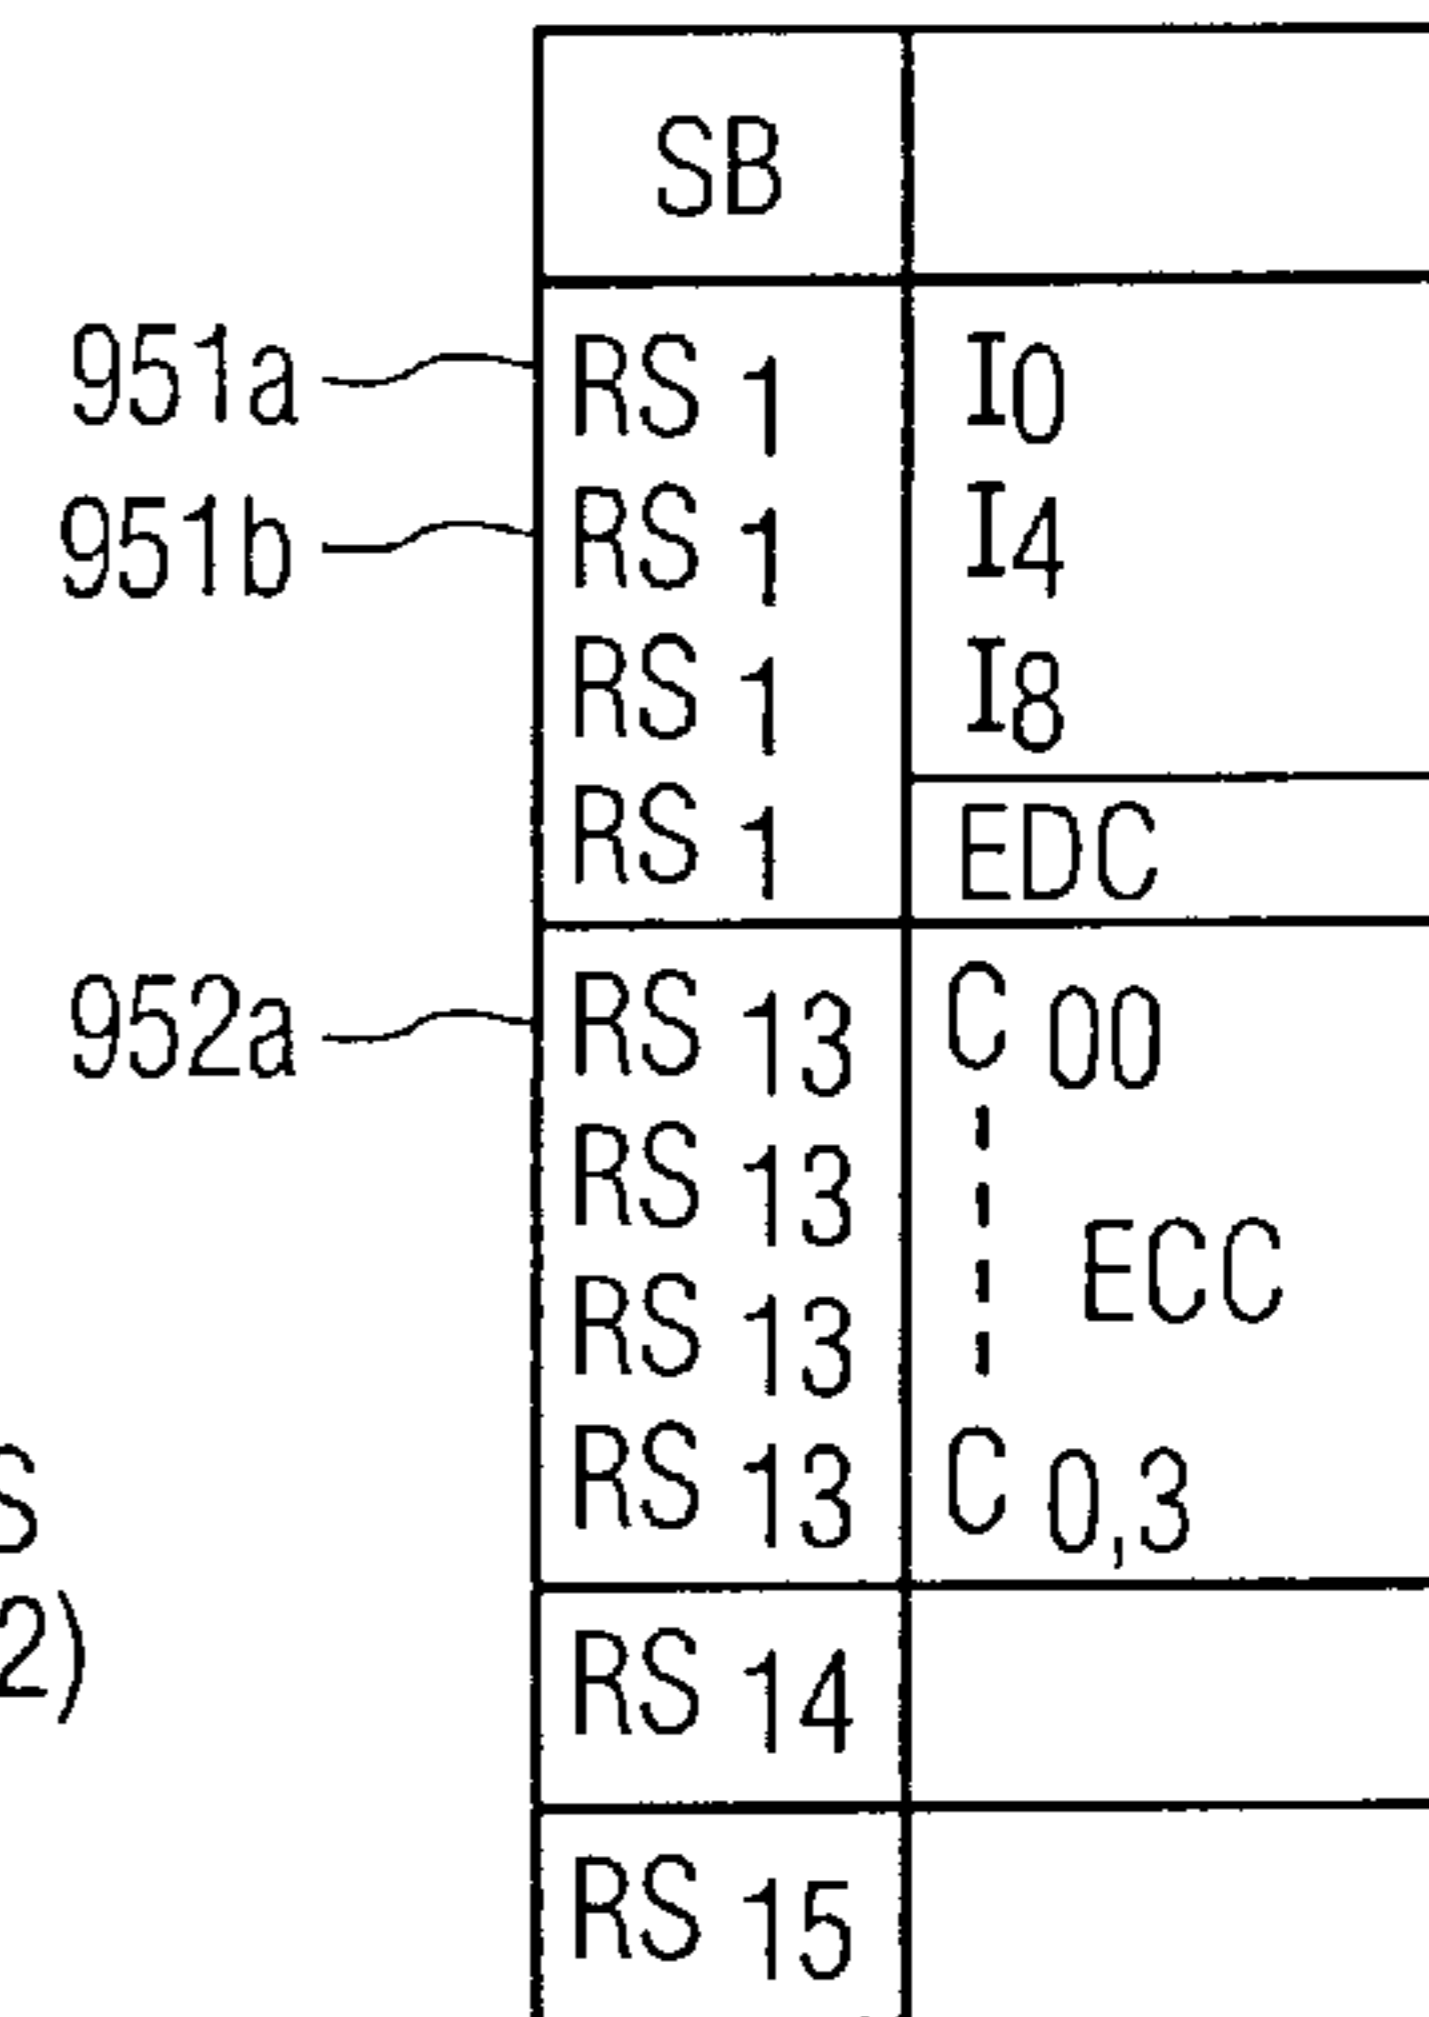 SB
951a RS 1 I0
951b RS 1 I4
RS 1 I8
RS 1 EDC
952a RS 13 C 00
RS 13
ECC
RS 13
RS 13 C 0,3
S
2)
RS 14
RS 15